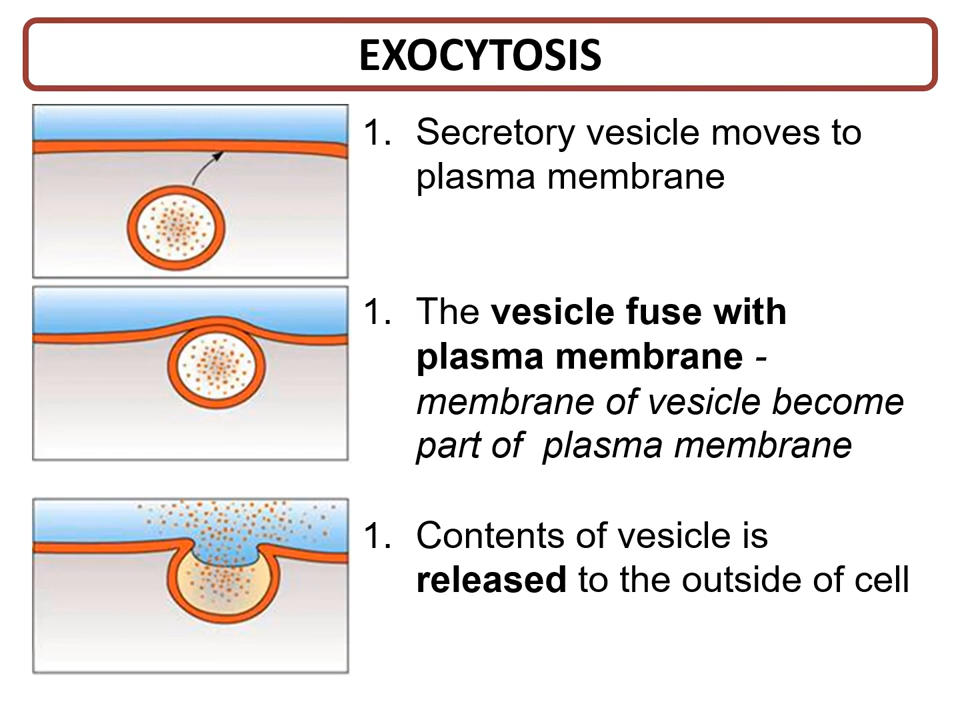 EXOCYTOSIS
1. Secretory vesicle moves to
plasma membrane
1. The vesicle fuse with
plasma membrane -
membrane of vesicle become
part of  plasma membrane
1. Contents of vesicle is
released to the outside of cell